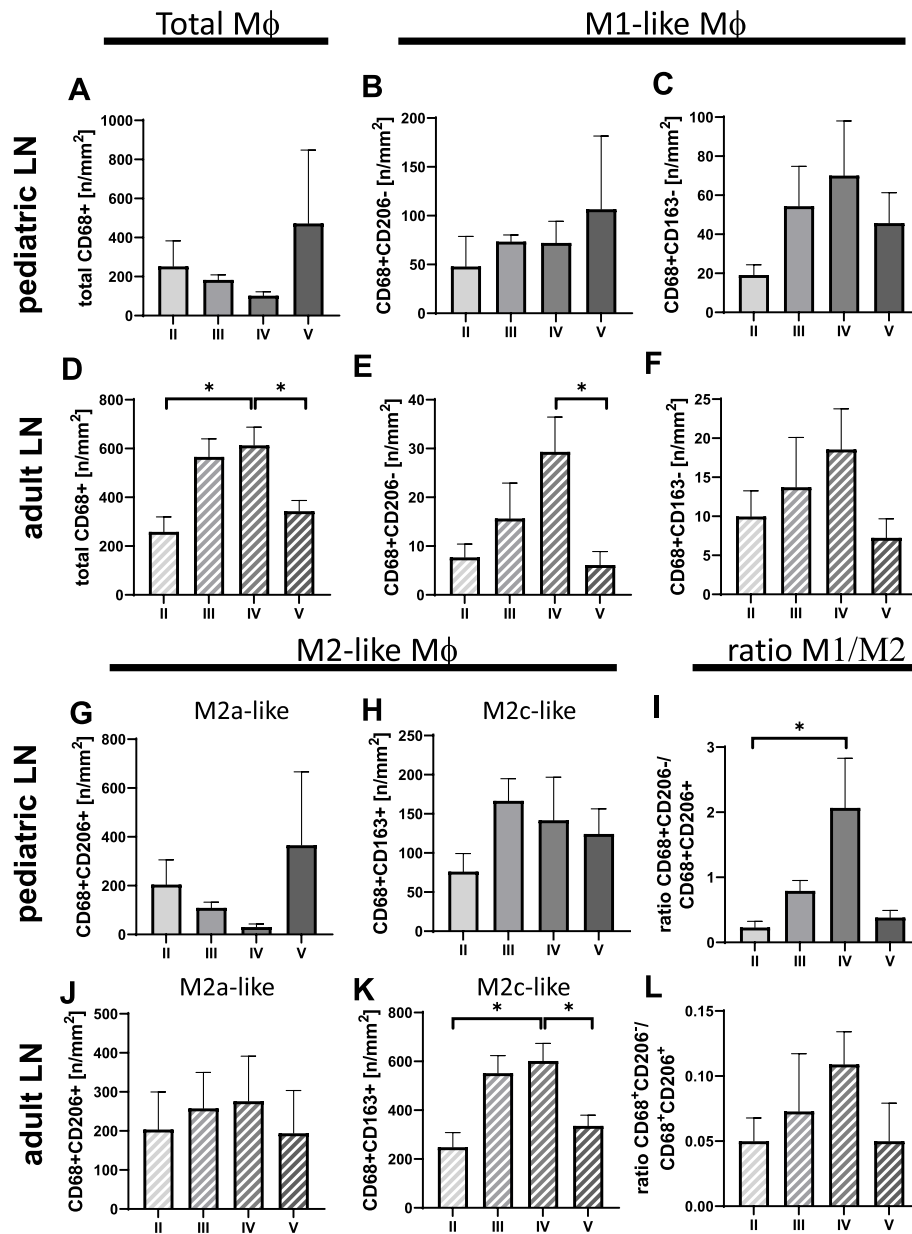 Total Mϕ M1-like Mϕ
pediatric LN
A
total CD68+ [n/mm²]
1000
800
600
400
200
0
II III IV V
B
CD68+CD206- [n/mm²]
200
150
100
50
0
II III IV V
C
CD68+CD163- [n/mm²]
100
80
60
40
20
0
II III IV V
adult LN
D
total CD68+ [n/mm²]
800
600
400
200
0
* *
II III IV V
E
CD68+CD206- [n/mm²]
40
30
20
10
0
*
II III IV V
F
CD68+CD163- [n/mm²]
25
20
15
10
5
0
II III IV V
M2-like Mϕ ratio M1/M2
pediatric LN
G
M2a-like
CD68+CD206+ [n/mm²]
800
600
400
200
0
II III IV V
H
M2c-like
CD68+CD163+ [n/mm²]
250
200
150
100
50
0
II III IV V
I
ratio CD68+CD206-/
CD68+CD206+
3
2
1
0
*
II III IV V
adult LN
J
M2a-like
CD68+CD206+ [n/mm²]
500
400
300
200
100
0
II III IV V
K
M2c-like
CD68+CD163+ [n/mm²]
800
600
400
200
0
* *
II III IV V
L
ratio CD68⁺CD206⁻/
CD68⁺CD206⁺
0.15
0.10
0.05
0.00
II III IV V